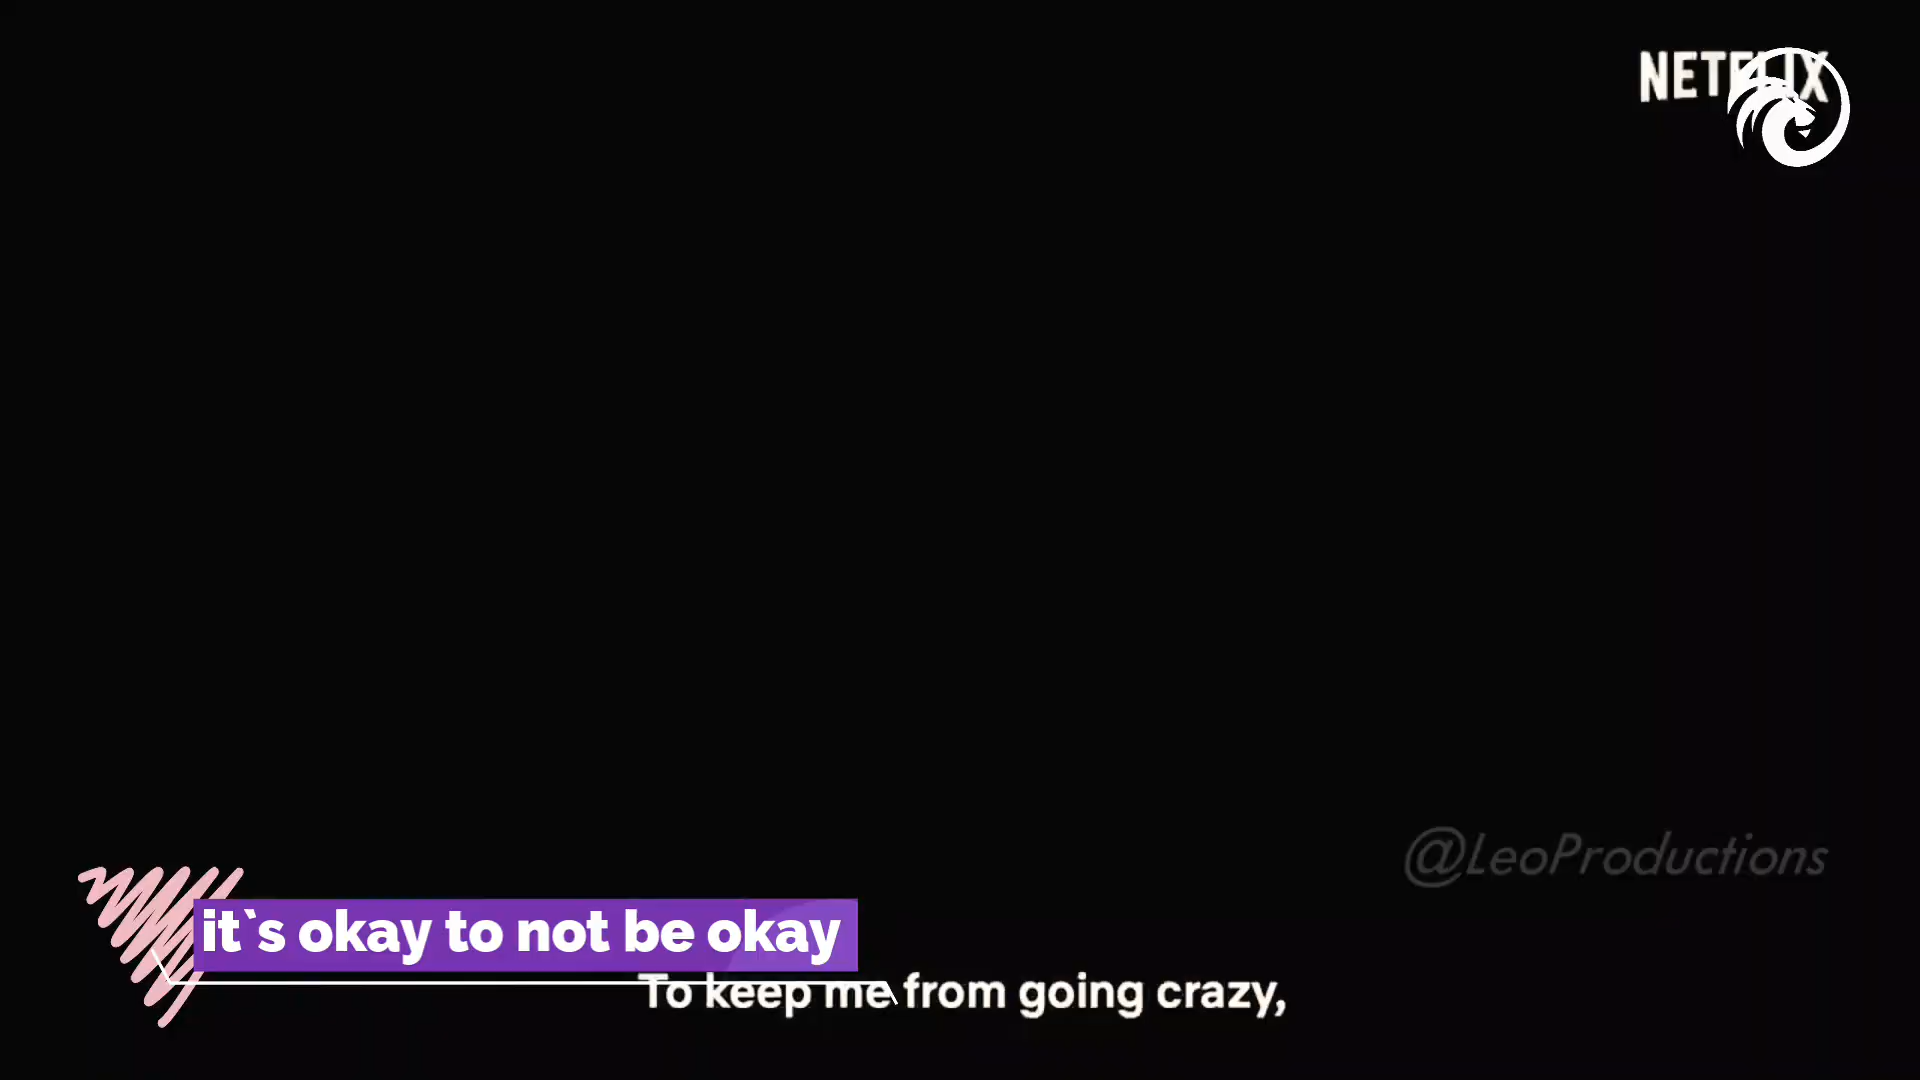 NETFLIX
@LeoProductions
it`s okay to not be okay
To keep me from going crazy,